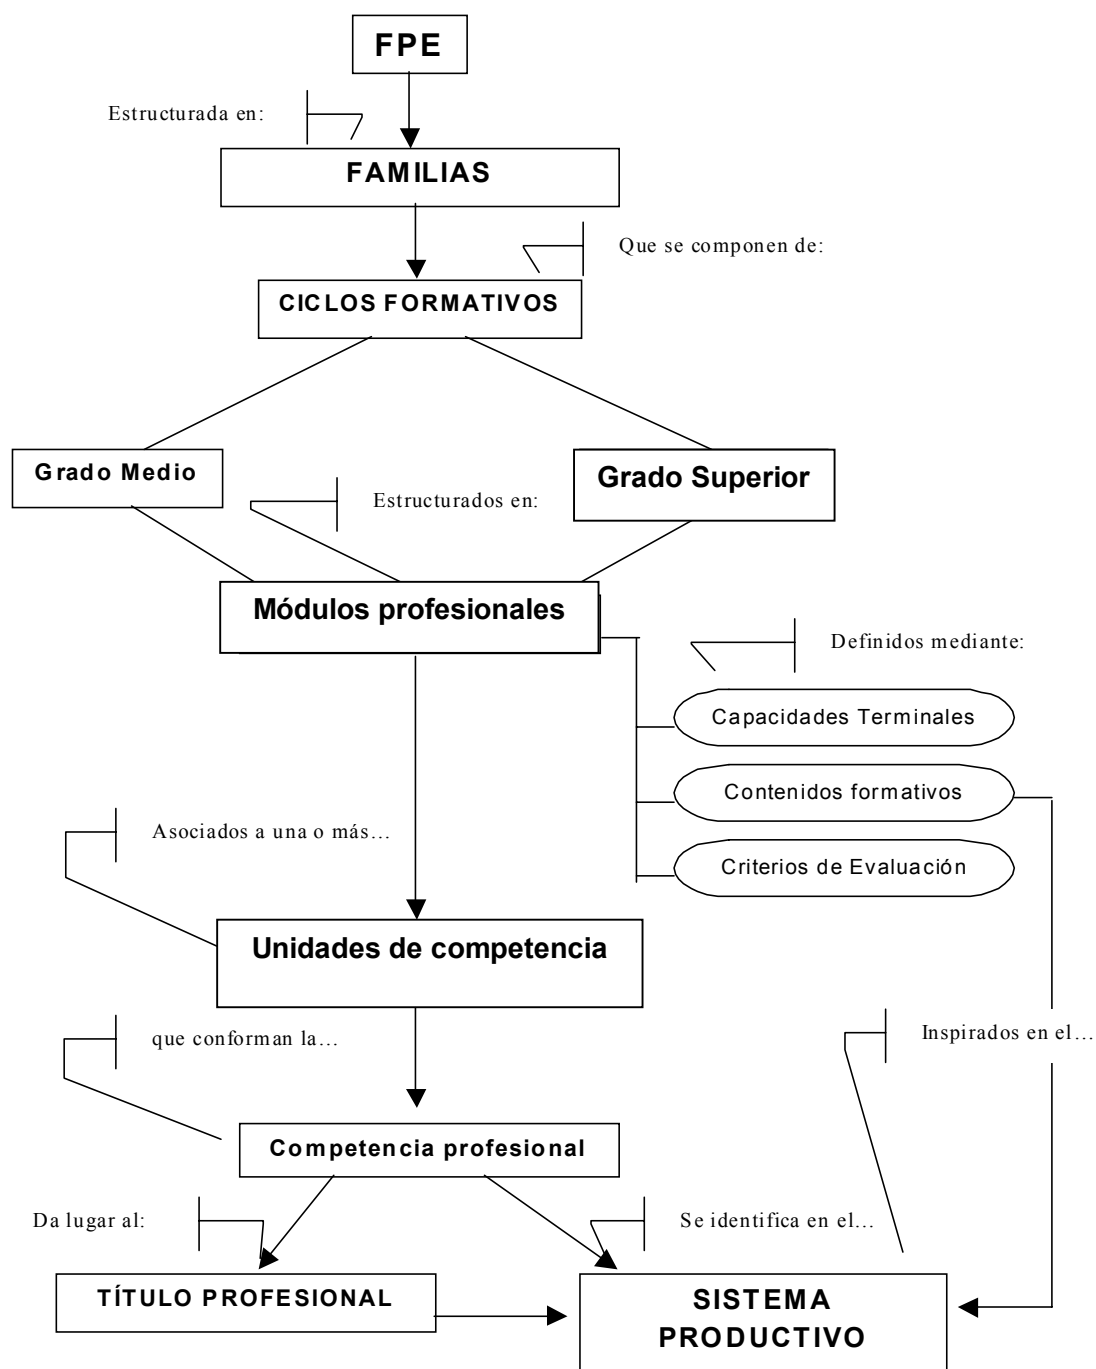 FPE
Estructurada en:
FAMILIAS
Que se componen de:
CICLOS FORMATIVOS
Grado Medio
Grado Superior
Estructurados en:
Módulos profesionales
Definidos mediante:
Capacidades Terminales
Contenidos formativos
Asociados a una o más…
Criterios de Evaluación
Unidades de competencia
que conforman la…
Inspirados en el…
Competencia profesional
Da lugar al:
Se identifica en el…
TÍTULO PROFESIONAL
SISTEMA
PRODUCTIVO